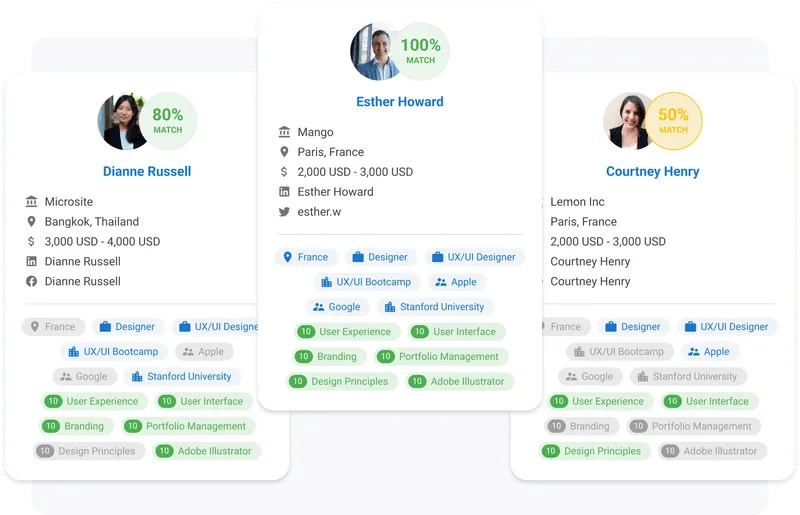 80%
MATCH
Dianne Russell
Microsite
Bangkok, Thailand
$ 3,000 USD - 4,000 USD
Dianne Russell
Dianne Russell
France Designer UX/UI Designe
UX/UI Bootcamp Apple
Google Stanford University
10 User Experience 10 User Interface
10 Branding 10 Portfolio Management
10 Design Principles 10 Adobe Illustrator
100%
MATCH
Esther Howard
Mango
Paris, France
$ 2,000 USD - 3,000 USD
Esther Howard
esther.w
France Designer UX/UI Designer
UX/UI Bootcamp Apple
Google Stanford University
10 User Experience 10 User Interface
10 Branding 10 Portfolio Management
10 Design Principles 10 Adobe Illustrator
50%
MATCH
Courtney Henry
Lemon Inc
Paris, France
2,000 USD - 3,000 USD
Courtney Henry
Courtney Henry
France Designer UX/UI Designer
UX/UI Bootcamp Apple
Google Stanford University
10 User Experience 10 User Interface
10 Branding 10 Portfolio Management
10 Design Principles 10 Adobe Illustrator